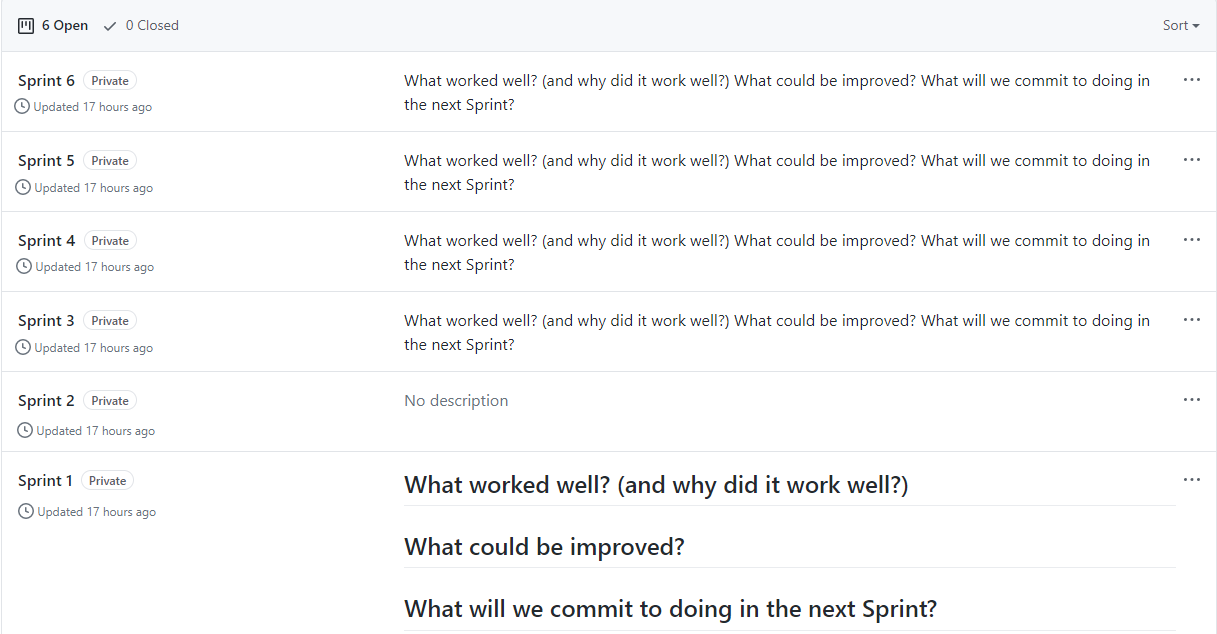 6 Open 0 Closed Sort
Sprint 6 Private
Updated 17 hours ago
What worked well? (and why did it work well?) What could be improved? What will we commit to doing in
the next Sprint?
Sprint 5 Private
Updated 17 hours ago
What worked well? (and why did it work well?) What could be improved? What will we commit to doing in
the next Sprint?
Sprint 4 Private
Updated 17 hours ago
What worked well? (and why did it work well?) What could be improved? What will we commit to doing in
the next Sprint?
Sprint 3 Private
Updated 17 hours ago
What worked well? (and why did it work well?) What could be improved? What will we commit to doing in
the next Sprint?
Sprint 2 Private
Updated 17 hours ago
No description
Sprint 1 Private
Updated 17 hours ago
What worked well? (and why did it work well?)
What could be improved?
What will we commit to doing in the next Sprint?